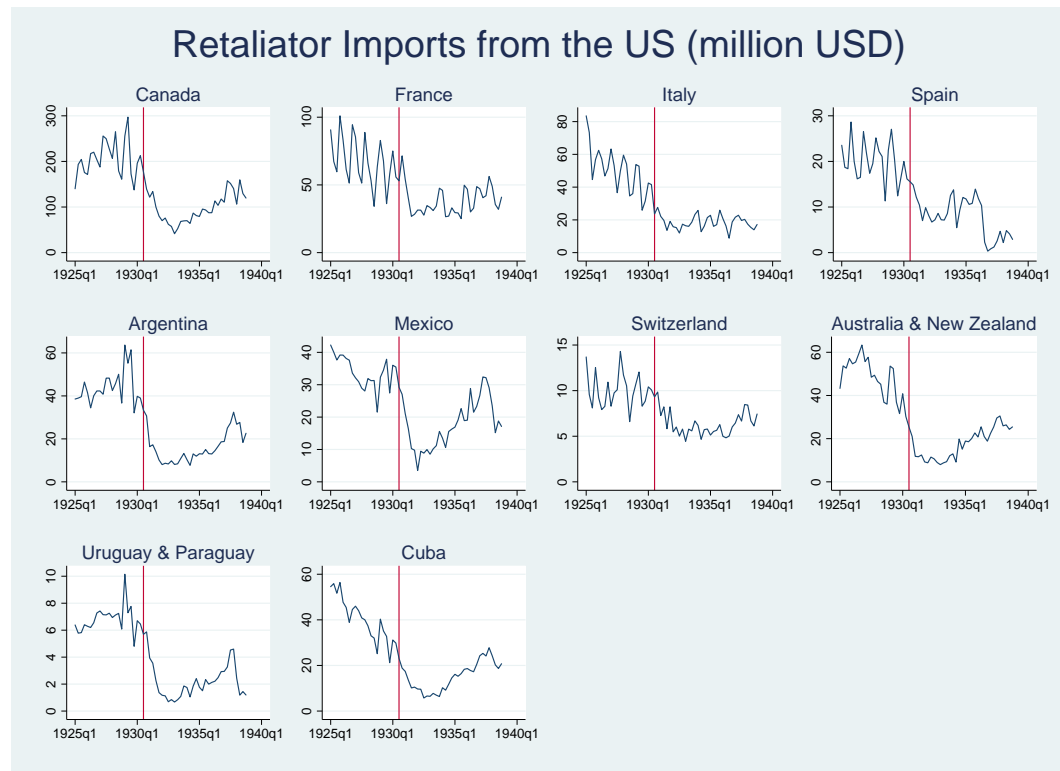 Retaliator Imports from the US (million USD)
Canada
300
200
100
0
1925q1 1930q1 1935q1 1940q1
France
100
50
0
1925q1 1930q1 1935q1 1940q1
Italy
80
60
40
20
0
1925q1 1930q1 1935q1 1940q1
Spain
30
20
10
0
1925q1 1930q1 1935q1 1940q1
Argentina
60
40
20
0
1925q1 1930q1 1935q1 1940q1
Mexico
40
30
20
10
0
1925q1 1930q1 1935q1 1940q1
Switzerland
15
10
5
0
1925q1 1930q1 1935q1 1940q1
Australia & New Zealand
60
40
20
0
1925q1 1930q1 1935q1 1940q1
Uruguay & Paraguay
10
8
6
4
2
0
1925q1 1930q1 1935q1 1940q1
Cuba
60
40
20
0
1925q1 1930q1 1935q1 1940q1